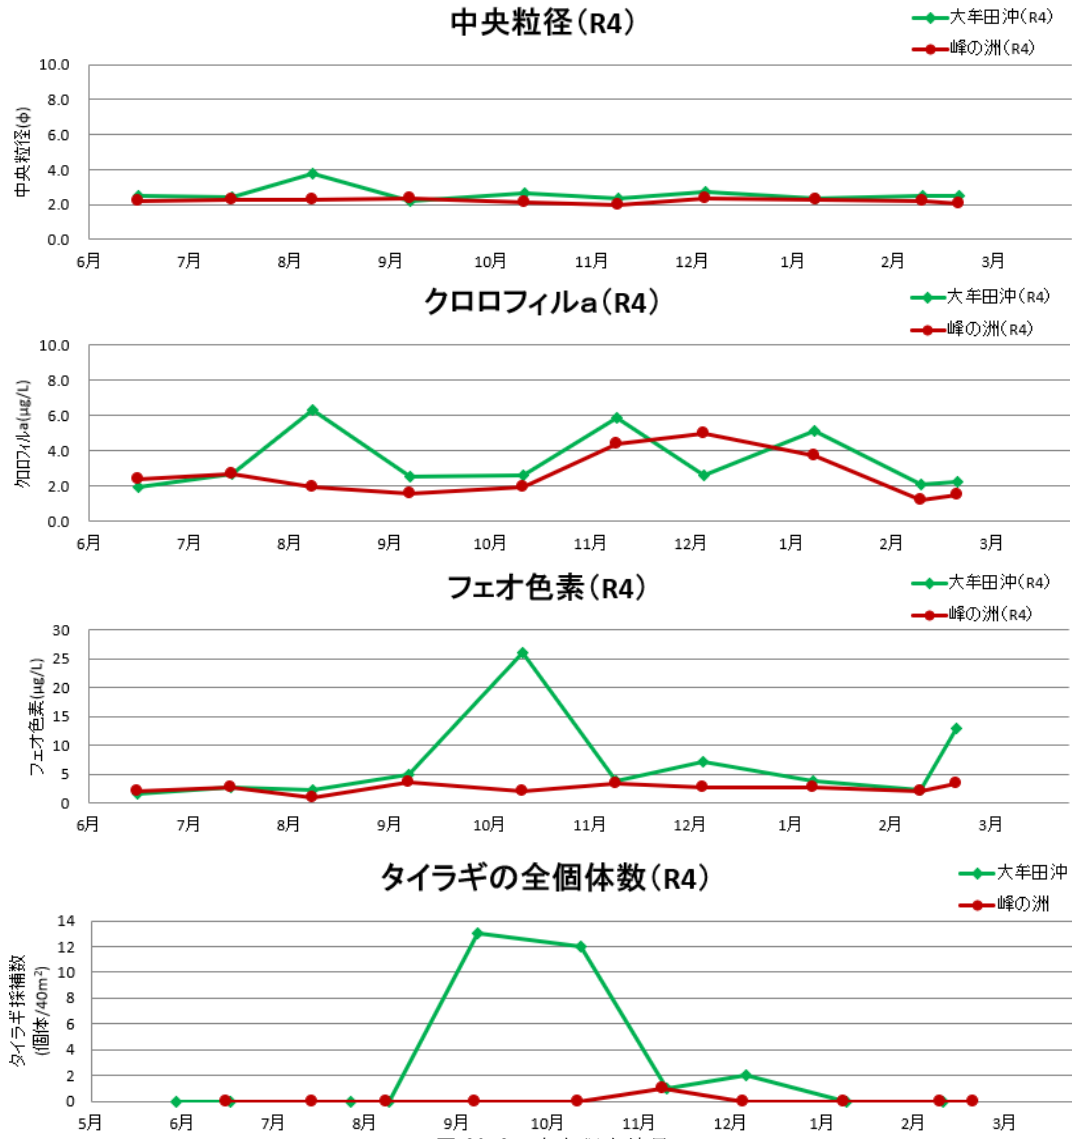 中央粒径(R4)
大牟田沖(R4)
峰の洲(R4)
中央粒径(φ)
10.0
8.0
6.0
4.0
2.0
0.0
6月 7月 8月 9月 10月 11月 12月 1月 2月 3月
クロロフィルa(R4)
大牟田沖(R4)
峰の洲(R4)
クロロフィルa(μg/L)
10.0
8.0
6.0
4.0
2.0
0.0
6月 7月 8月 9月 10月 11月 12月 1月 2月 3月
フェオ色素(R4)
大牟田沖(R4)
峰の洲(R4)
フェオ色素(μg/L)
30
25
20
15
10
5
0
6月 7月 8月 9月 10月 11月 12月 1月 2月 3月
タイラギの全個体数(R4)
大牟田沖
峰の洲
タイラギ採補数
(個体/40m²)
14
12
10
8
6
4
2
0
5月 6月 7月 8月 9月 10月 11月 12月 1月 2月 3月